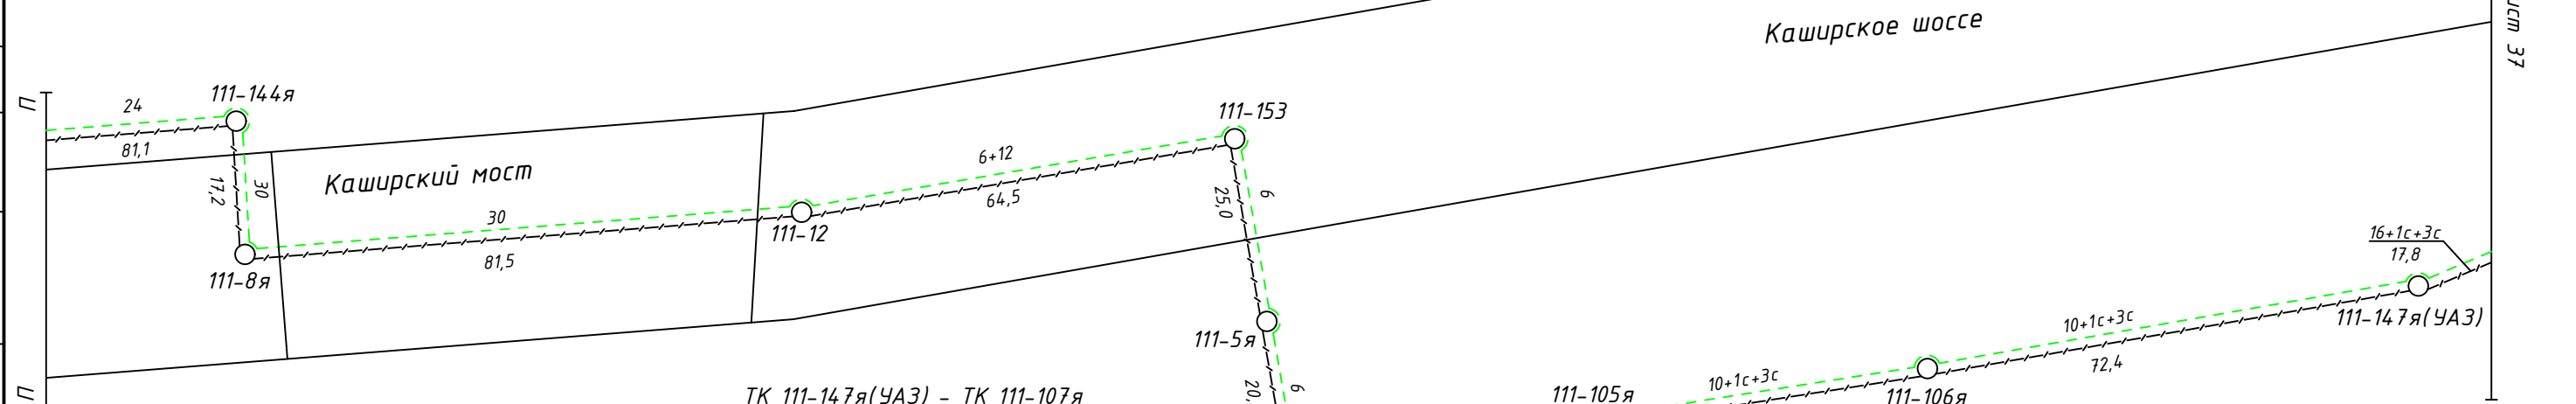 Каширское шоссе
ист 37
П
24
111-144я
81,1
17,2
30
Каширский мост
30
81,5
111-8я
111-12
6+12
64,5
111-153
25,0
6
111-5я
20,
6
16+1с+3с
17,8
111-147я(УАЗ)
10+1с+3с
72,4
10+1с+3с
111-105я
111-106я
П
ТК 111-147я(УАЗ) - ТК 111-107я